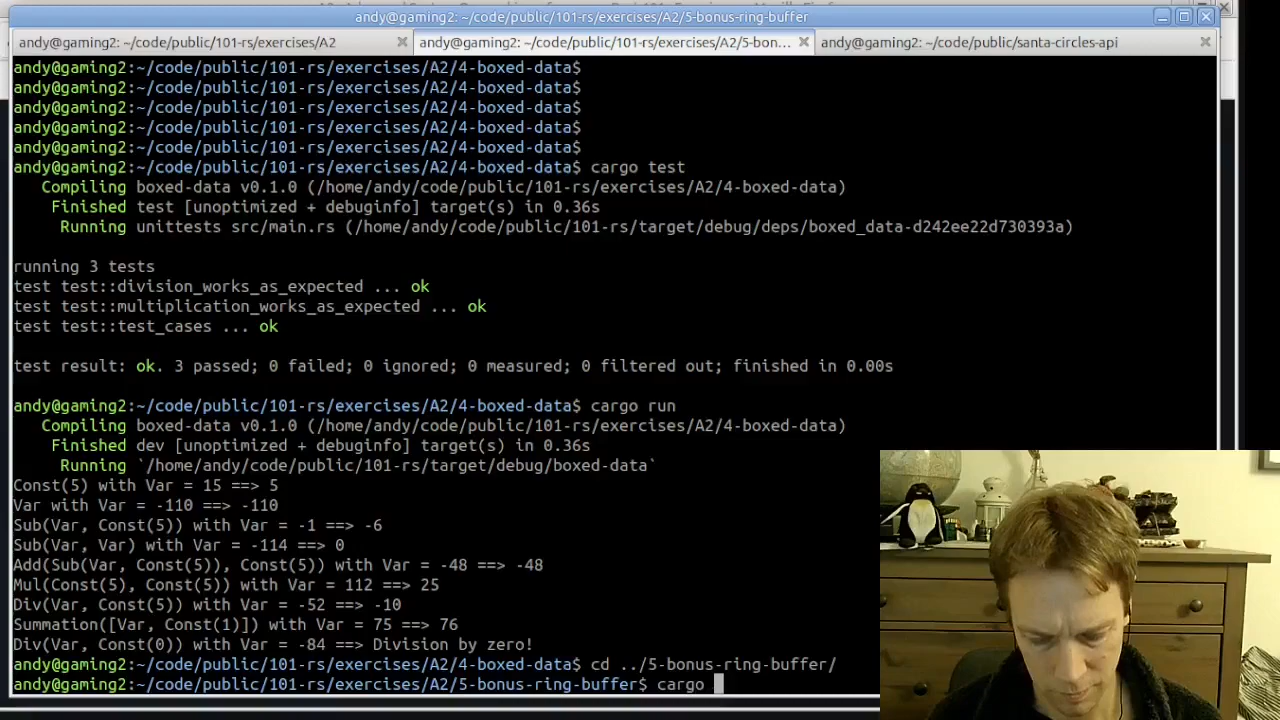 andy@gaming2: ~/code/public/101-rs/exercises/A2/5-bonus-ring-buffer
andy@gaming2: ~/code/public/101-rs/exercises/A2
andy@gaming2: ~/code/public/101-rs/exercises/A2/5-bon...
andy@gaming2: ~/code/public/santa-circles-api
andy@gaming2:~/code/public/101-rs/exercises/A2/4-boxed-data$
andy@gaming2:~/code/public/101-rs/exercises/A2/4-boxed-data$
andy@gaming2:~/code/public/101-rs/exercises/A2/4-boxed-data$
andy@gaming2:~/code/public/101-rs/exercises/A2/4-boxed-data$
andy@gaming2:~/code/public/101-rs/exercises/A2/4-boxed-data$
andy@gaming2:~/code/public/101-rs/exercises/A2/4-boxed-data$ cargo test
Compiling boxed-data v0.1.0 (/home/andy/code/public/101-rs/exercises/A2/4-boxed-data)
Finished test [unoptimized + debuginfo] target(s) in 0.36s
Running unittests src/main.rs (/home/andy/code/public/101-rs/target/debug/deps/boxed_data-d242ee22d730393a)
running 3 tests
test test::division_works_as_expected ... ok
test test::multiplication_works_as_expected ... ok
test test::test_cases ... ok
test result: ok. 3 passed; 0 failed; 0 ignored; 0 measured; 0 filtered out; finished in 0.00s
andy@gaming2:~/code/public/101-rs/exercises/A2/4-boxed-data$ cargo run
Compiling boxed-data v0.1.0 (/home/andy/code/public/101-rs/exercises/A2/4-boxed-data)
Finished dev [unoptimized + debuginfo] target(s) in 0.36s
Running `/home/andy/code/public/101-rs/target/debug/boxed-data`
Const(5) with Var = 15 ==> 5
Var with Var = -110 ==> -110
Sub(Var, Const(5)) with Var = -1 ==> -6
Sub(Var, Var) with Var = -114 ==> 0
Add(Sub(Var, Const(5)), Const(5)) with Var = -48 ==> -48
Mul(Const(5), Const(5)) with Var = 112 ==> 25
Div(Var, Const(5)) with Var = -52 ==> -10
Summation([Var, Const(1)]) with Var = 75 ==> 76
Div(Var, Const(0)) with Var = -84 ==> Division by zero!
andy@gaming2:~/code/public/101-rs/exercises/A2/4-boxed-data$ cd ../5-bonus-ring-buffer/
andy@gaming2:~/code/public/101-rs/exercises/A2/5-bonus-ring-buffer$ cargo